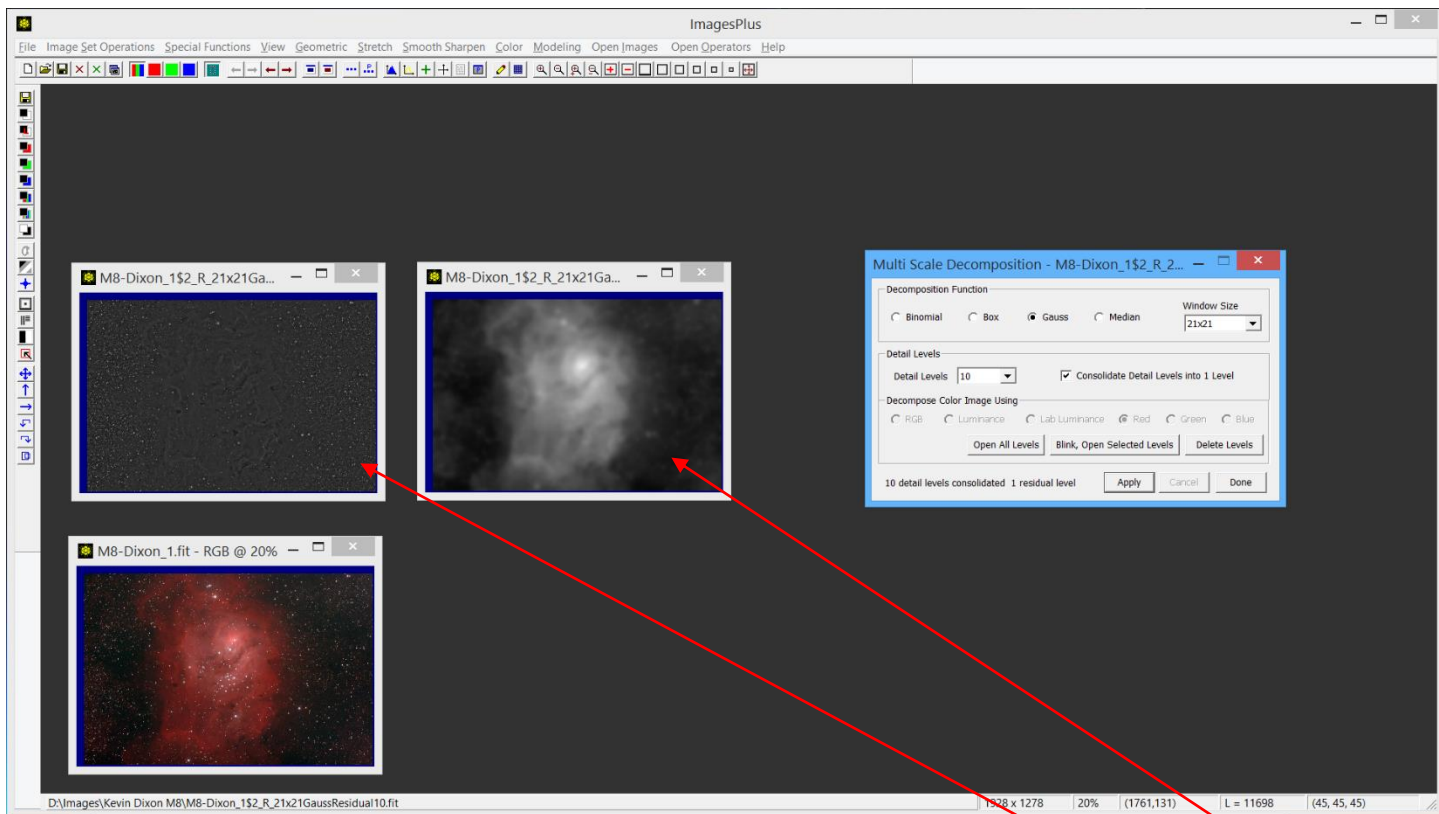 ImagesPlus
File Image Set Operations Special Functions View Geometric Stretch Smooth Sharpen Color Modeling Open Images Open Operators Help
M8-Dixon_1$2_R_21x21Ga...
M8-Dixon_1$2_R_21x21Ga...
Multi Scale Decomposition - M8-Dixon_1$2_R_2...
Decomposition Function
Binomial Box Gauss Median
Window Size
21x21
Detail Levels
Detail Levels 10 Consolidate Detail Levels into 1 Level
Decompose Color Image Using
RGB Luminance Lab Luminance Red Green Blue
Open All Levels Blink, Open Selected Levels Delete Levels
10 detail levels consolidated 1 residual level Apply Cancel Done
M8-Dixon_1.fit - RGB @ 20%
D:\Images\Kevin Dixon M8\M8-Dixon_1$2_R_21x21GaussResidual10.fit 1928 x 1278 20% (1761,131) L = 11698 (45, 45, 45)